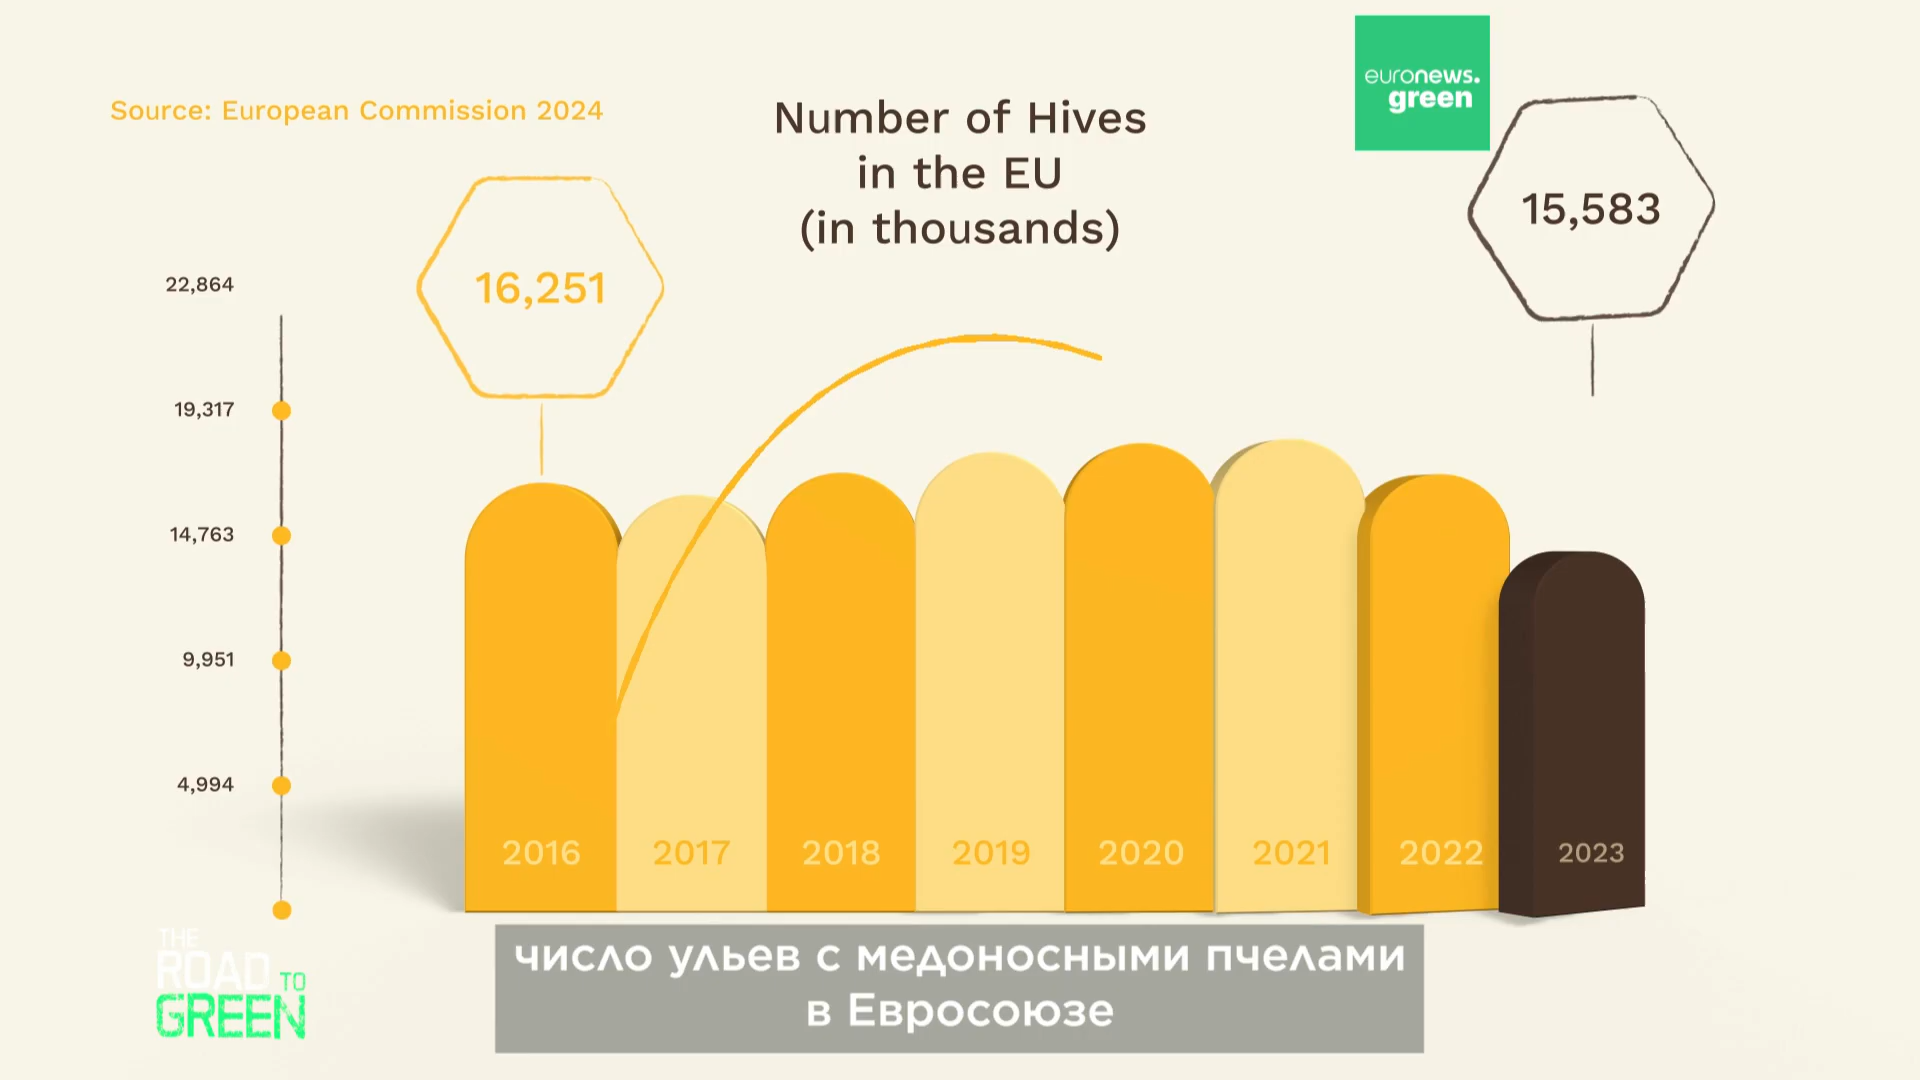 Source: European Commission 2024
Number of Hives
in the EU
(in thousands)
euronews.
green
16,251
15,583
22,864
19,317
14,763
9,951
4,994
2016
2017
2018
2019
2020
2021
2022
2023
THE
ROAD TO
GREEN
число ульев с медоносными пчелами
в Евросоюзе